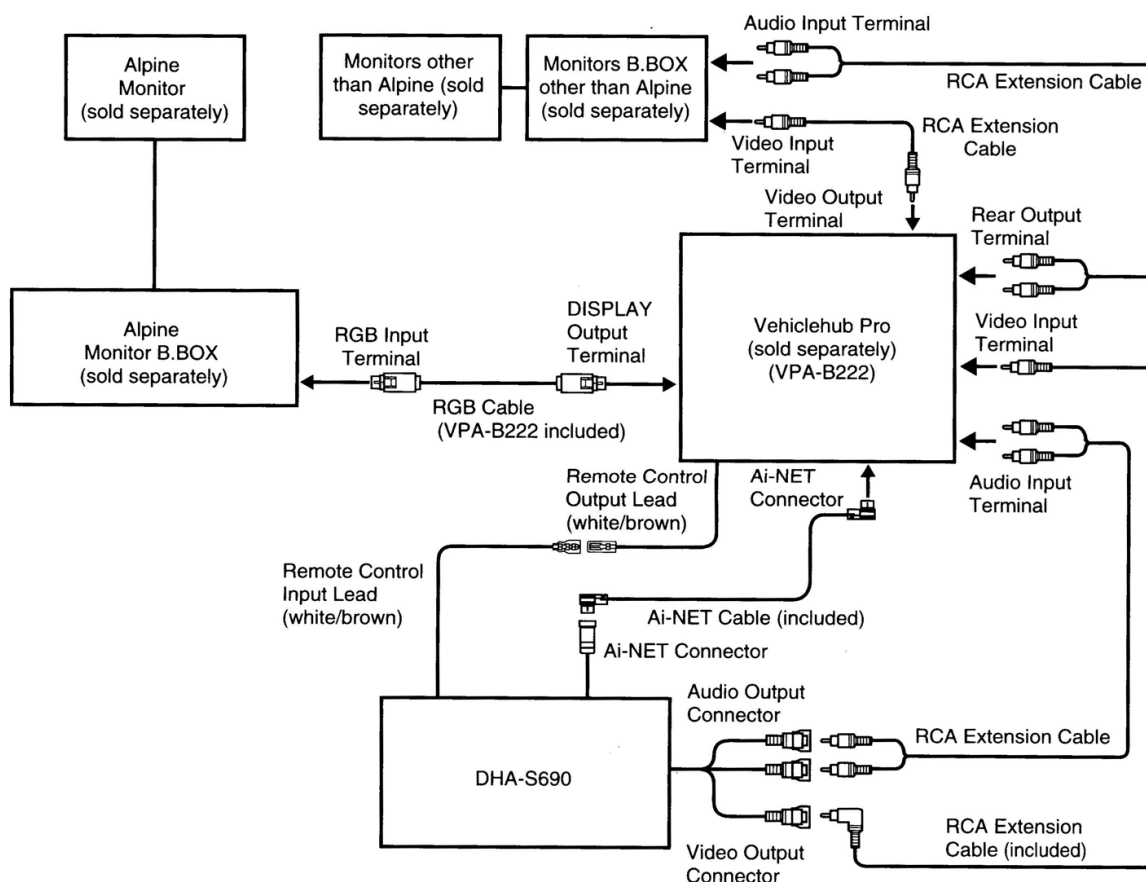 Alpine
Monitor
(sold separately)
Monitors other
than Alpine (sold
separately)
Monitors B.BOX
other than Alpine
(sold separately)
Audio Input Terminal
RCA Extension Cable
Video Input
Terminal
RCA Extension
Cable
Video Output
Terminal
Rear Output
Terminal
Alpine
Monitor B.BOX
(sold separately)
RGB Input
Terminal
DISPLAY
Output
Terminal
RGB Cable
(VPA-B222 included)
Vehiclehub Pro
(sold separately)
(VPA-B222)
Video Input
Terminal
Audio Input
Terminal
Remote Control
Output Lead
(white/brown)
Ai-NET
Connector
Remote Control
Input Lead
(white/brown)
Ai-NET Cable (included)
Ai-NET Connector
DHA-S690
Audio Output
Connector
RCA Extension Cable
Video Output
Connector
RCA Extension
Cable (included)